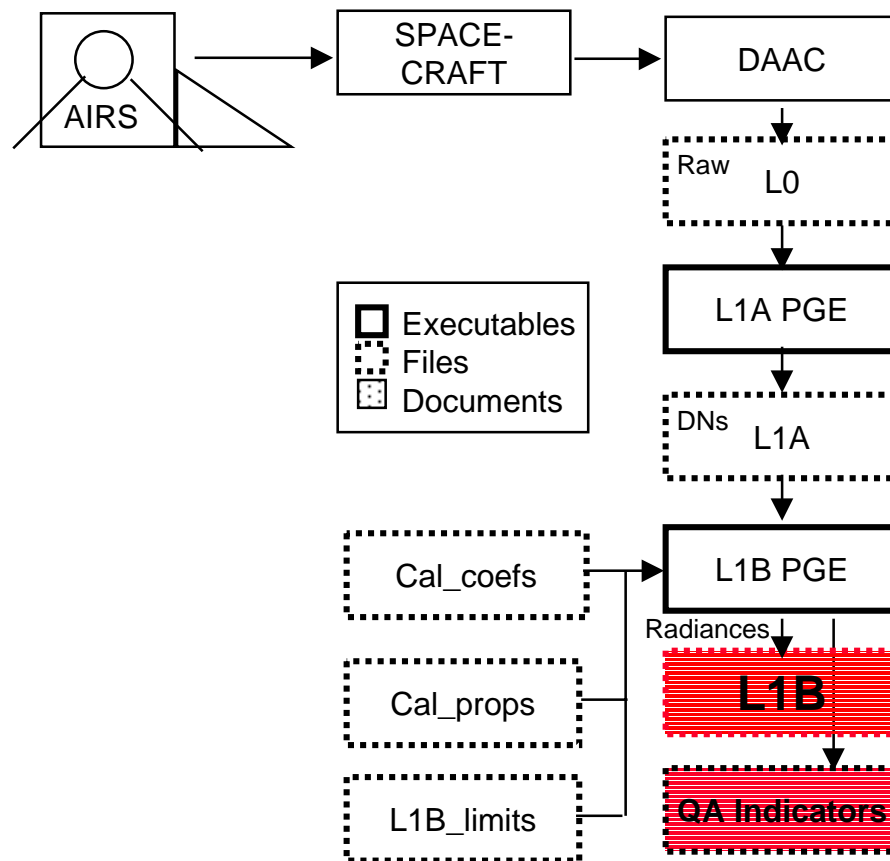 AIRS
SPACE-
CRAFT
DAAC
Raw
L0
L1A PGE
Executables
Files
Documents
DNs
L1A
Cal_coefs
L1B PGE
Radiances
L1B
Cal_props
L1B_limits
QA Indicators